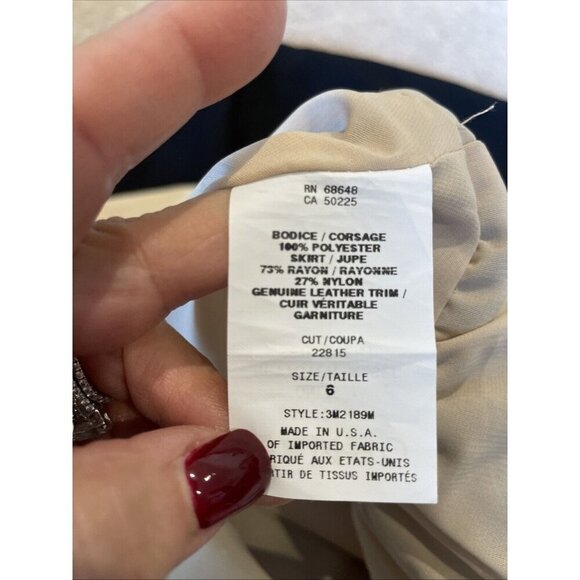 RN 68648
CA 50225
BODICE / CORSAGE
100% POLYESTER
SKIRT / JUPE
73% RAYON / RAYONNE
27% NYLON
GENUINE LEATHER TRIM /
CUIR VÉRITABLE
GARNITURE
CUT/COUPA
22815
SIZE/TAILLE
6
STYLE:3M2189M
MADE IN U.S.A.
OF IMPORTED FABRIC
AUX ETATS-UNIS
DE TISSUS IMPORTÉS